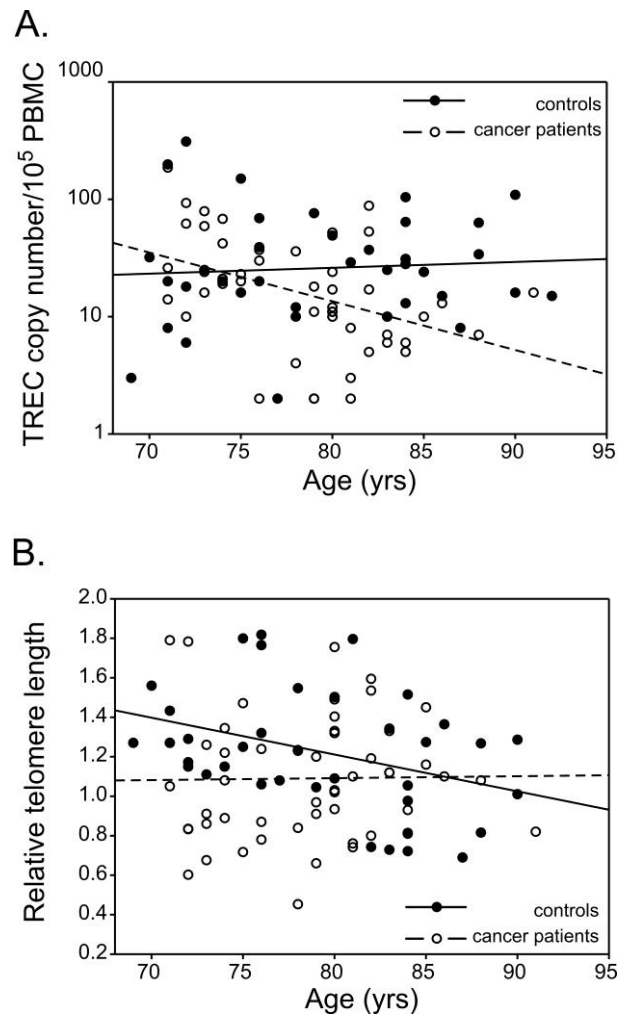 A.
TREC copy number/10⁵ PBMC
1000
100
10
1
controls
cancer patients
70 75 80 85 90 95
Age (yrs)
B.
Relative telomere length
2.0
1.8
1.6
1.4
1.2
1.0
0.8
0.6
0.4
0.2
controls
cancer patients
70 75 80 85 90 95
Age (yrs)